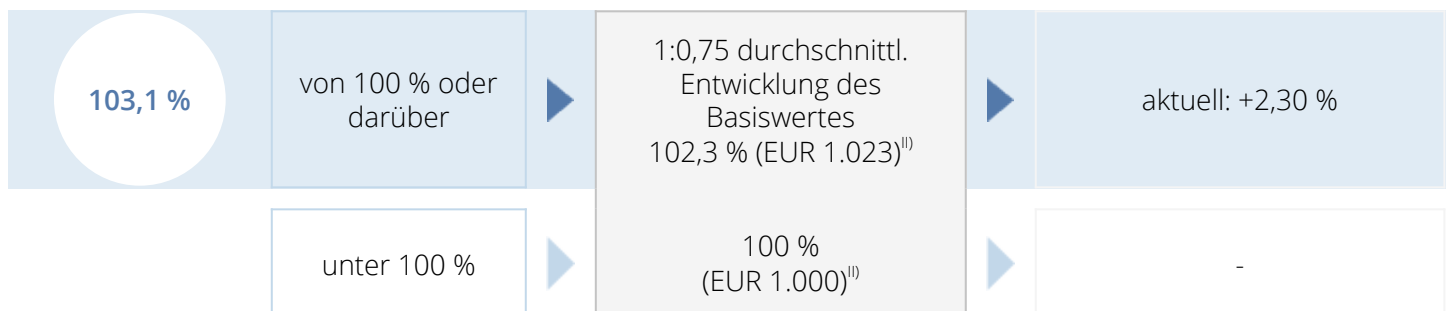 103,1 %
von 100 % oder
darüber
1:0,75 durchschnittl.
Entwicklung des
Basiswertes
102,3 % (EUR 1.023)II)
aktuell: +2,30 %
unter 100 %
100 %
(EUR 1.000)II)
-